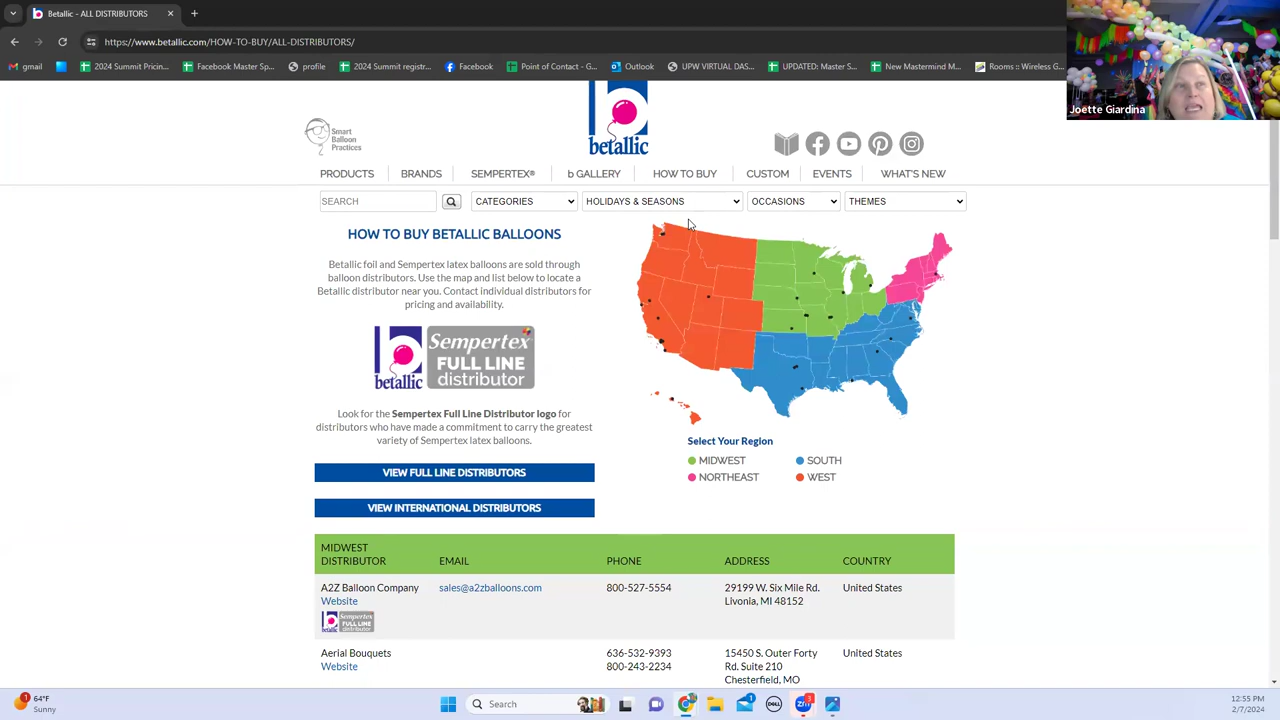 Betallic - ALL DISTRIBUTORS
https://www.betallic.com/HOW-TO-BUY/ALL-DISTRIBUTORS/
gmail
2024 Summit Pricin...
Facebook Master Sp...
profile
2024 Summit registr...
Facebook
Point of Contact - G...
Outlook
UPW VIRTUAL DAS...
UPDATED: Master S...
New Mastermind M...
Rooms :: Wireless G...
Joette Giardina
Smart
Balloon
Practices
b
betallic
PRODUCTS BRANDS SEMPERTEX® b GALLERY HOW TO BUY CUSTOM EVENTS WHAT'S NEW
SEARCH CATEGORIES HOLIDAYS & SEASONS OCCASIONS THEMES
HOW TO BUY BETALLIC BALLOONS
Betallic foil and Sempertex latex balloons are sold through
balloon distributors. Use the map and list below to locate a
Betallic distributor near you. Contact individual distributors for
pricing and availability.
b
betallic
Sempertex
FULL LINE
distributor
Look for the Sempertex Full Line Distributor logo for
distributors who have made a commitment to carry the greatest
variety of Sempertex latex balloons.
VIEW FULL LINE DISTRIBUTORS
VIEW INTERNATIONAL DISTRIBUTORS
Select Your Region
MIDWEST SOUTH
NORTHEAST WEST
MIDWEST
DISTRIBUTOR EMAIL PHONE ADDRESS COUNTRY
A2Z Balloon Company sales@a2zballoons.com 800-527-5554 29199 W. Six Mile Rd. United States
Website Livonia, MI 48152
Sempertex
FULL LINE
distributor
Aerial Bouquets 636-532-9393 15450 S. Outer Forty United States
Website 800-243-2234 Rd. Suite 210
Chesterfield, MO
64°F
Sunny
Search
12:55 PM
2/7/2024